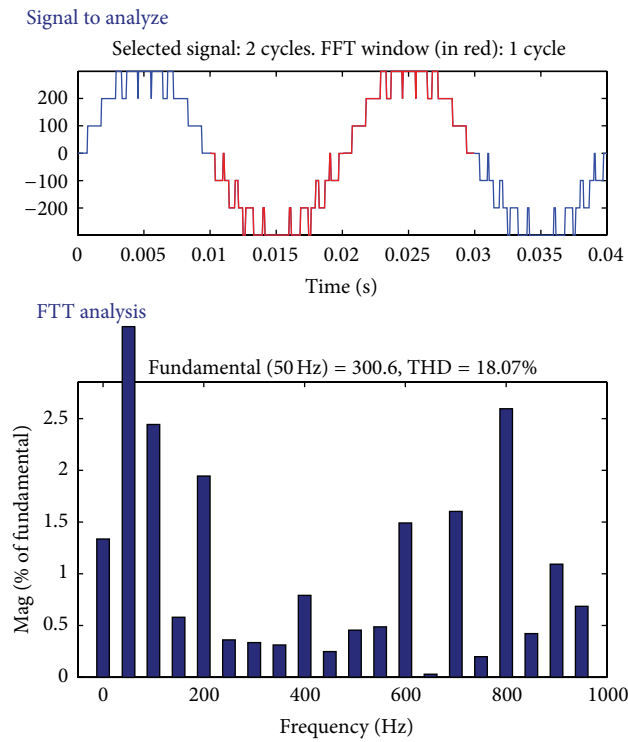 Signal to analyze
Selected signal: 2 cycles. FFT window (in red): 1 cycle
200
100
0
−100
−200
0 0.005 0.01 0.015 0.02 0.025 0.03 0.035 0.04
Time (s)
FTT analysis
Fundamental (50 Hz) = 300.6, THD = 18.07%
Mag (% of fundamental)
2.5
2
1.5
1
0.5
0
0 200 400 600 800 1000
Frequency (Hz)